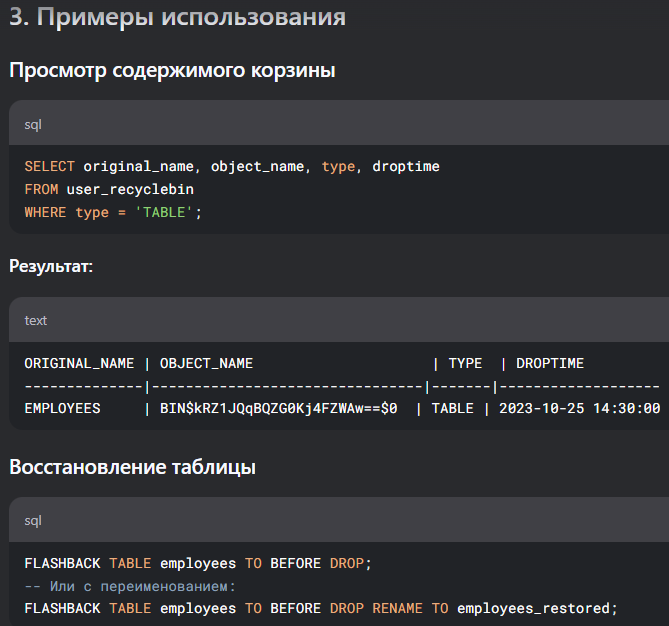 3. Примеры использования
Просмотр содержимого корзины
sql
SELECT original_name, object_name, type, droptime
FROM user_recyclebin
WHERE type = 'TABLE';
Результат:
text
ORIGINAL_NAME | OBJECT_NAME                    | TYPE  | DROPTIME
--------------|--------------------------------|-------|-------------------
EMPLOYEES     | BIN$kRZ1JQqBQZG0Kj4FZWAw==$0  | TABLE | 2023-10-25 14:30:00
Восстановление таблицы
sql
FLASHBACK TABLE employees TO BEFORE DROP;
-- Или с переименованием:
FLASHBACK TABLE employees TO BEFORE DROP RENAME TO employees_restored;